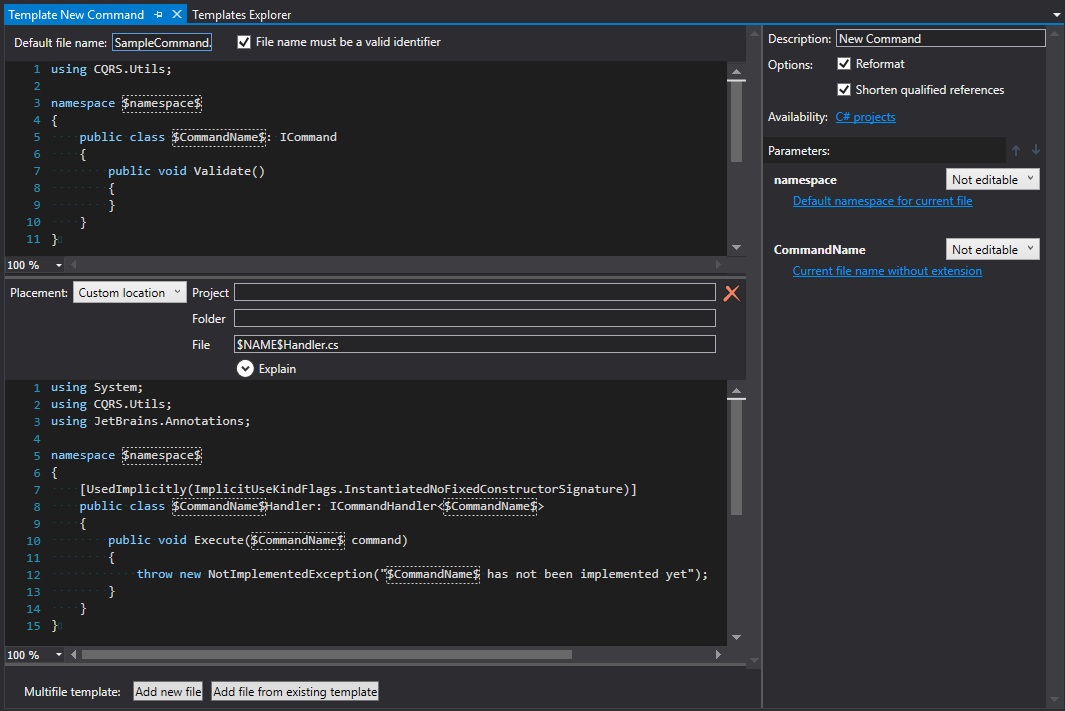 Template New Command Templates Explorer
Default file name: SampleCommand. File name must be a valid identifier
1 using CQRS.Utils;
2
3 namespace $namespace$
4 {
5 public class $CommandName$: ICommand
6 {
7 public void Validate()
8 {
9 }
10 }
11 }
100 %
Placement: Custom location Project
Folder
File $NAME$Handler.cs
Explain
1 using System;
2 using CQRS.Utils;
3 using JetBrains.Annotations;
4
5 namespace $namespace$
6 {
7 [UsedImplicitly(ImplicitUseKindFlags.InstantiatedNoFixedConstructorSignature)]
8 public class $CommandName$Handler: ICommandHandler<$CommandName$>
9 {
10 public void Execute($CommandName$ command)
11 {
12 throw new NotImplementedException("$CommandName$ has not been implemented yet");
13 }
14 }
15 }
100 %
Multifile template: Add new file Add file from existing template
Description: New Command
Options: Reformat
Shorten qualified references
Availability: C# projects
Parameters:
namespace Not editable
Default namespace for current file
CommandName Not editable
Current file name without extension